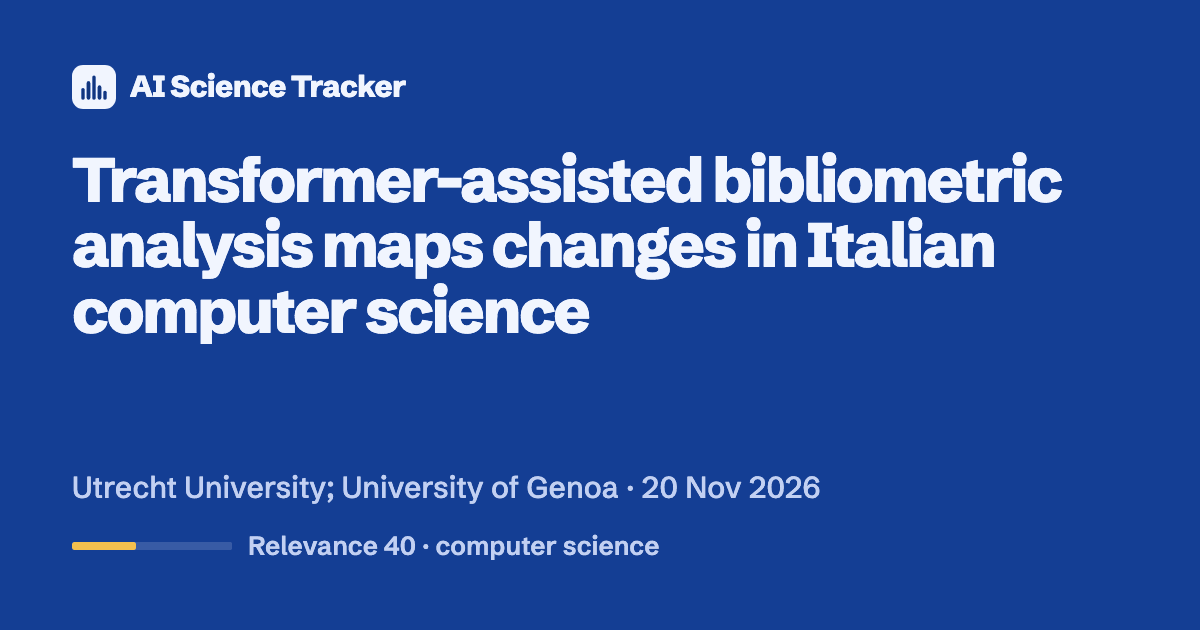 AI Science Tracker
Transformer-assisted bibliometric
analysis maps changes in Italian
computer science
Utrecht University; University of Genoa · 20 Nov 2026
Relevance 40 · computer science